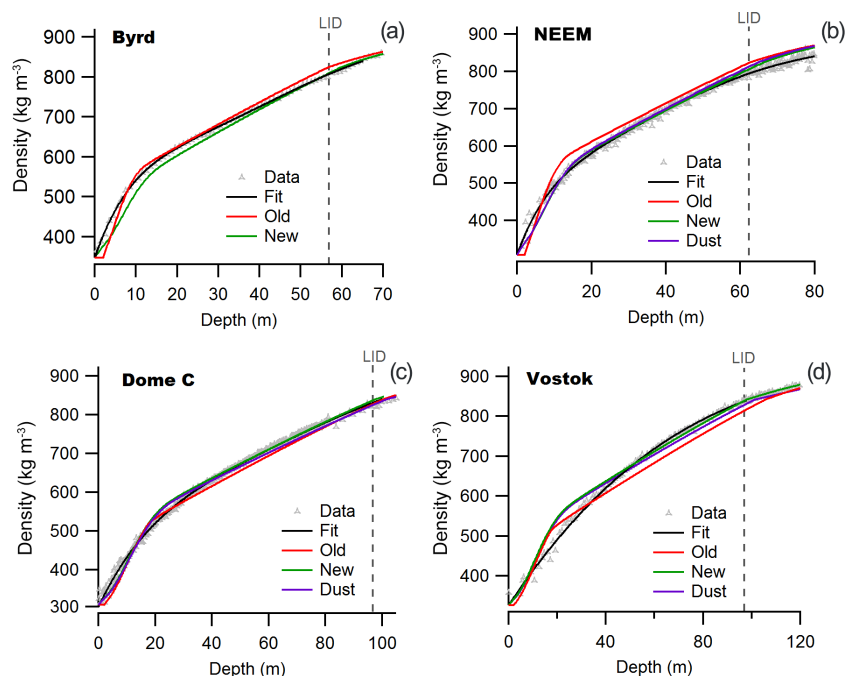 LID
Byrd
(a)
900
800
700
600
500
400
Density (kg m⁻³)
Data
Fit
Old
New
0 10 20 30 40 50 60 70
Depth (m)
LID
NEEM
(b)
900
800
700
600
500
400
Density (kg m⁻³)
Data
Fit
Old
New
Dust
0 20 40 60 80
Depth (m)
LID
Dome C
(c)
900
800
700
600
500
400
300
Density (kg m⁻³)
Data
Fit
Old
New
Dust
0 20 40 60 80 100
Depth (m)
LID
Vostok
(d)
900
800
700
600
500
400
Density (kg m⁻³)
Data
Fit
Old
New
Dust
0 40 80 120
Depth (m)